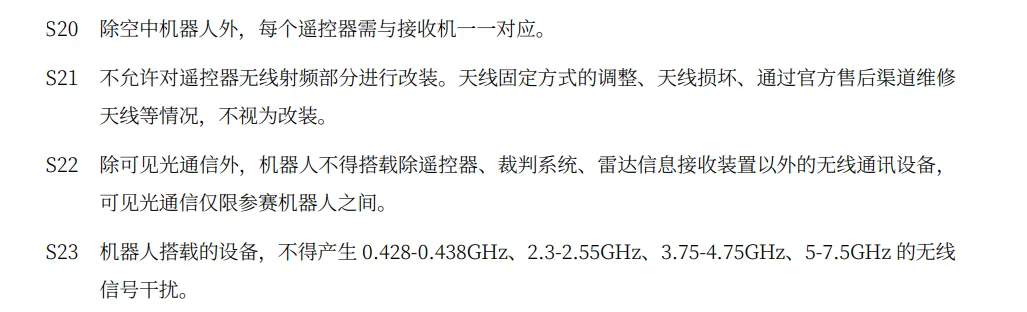 S20 除空中机器人外，每个遥控器需与接收机一一对应。
S21 不允许对遥控器无线射频部分进行改装。天线固定方式的调整、天线损坏、通过官方售后渠道维修
天线等情况，不视为改装。
S22 除可见光通信外，机器人不得搭载除遥控器、裁判系统、雷达信息接收装置以外的无线通讯设备，
可见光通信仅限参赛机器人之间。
S23 机器人搭载的设备，不得产生 0.428-0.438GHz、2.3-2.55GHz、3.75-4.75GHz、5-7.5GHz 的无线
信号干扰。